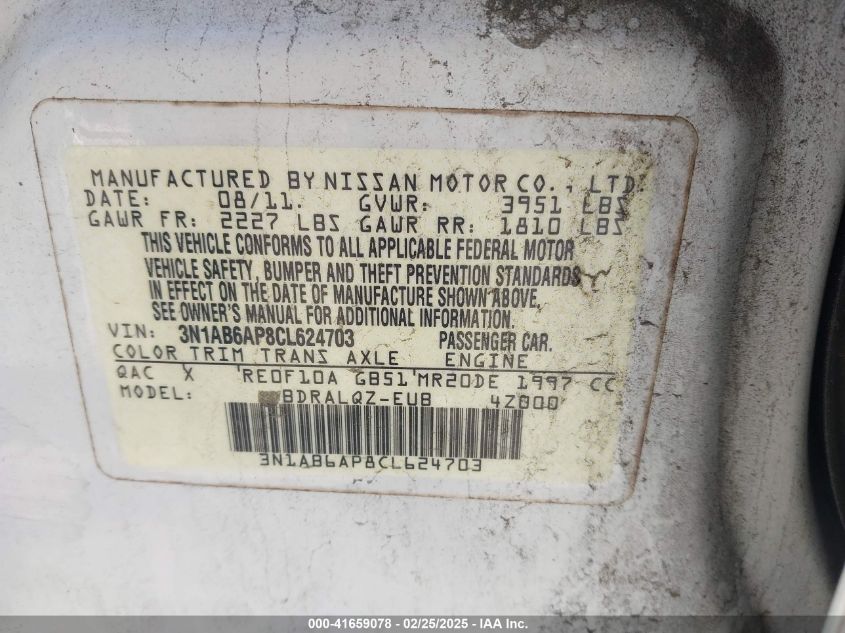 MANUFACTURED BY NISSAN MOTOR CO., LTD.
DATE: 08/11. GVWR: 3951 LBS
GAWR FR: 2227 LBS GAWR RR: 1810 LBS
THIS VEHICLE CONFORMS TO ALL APPLICABLE FEDERAL MOTOR
VEHICLE SAFETY, BUMPER AND THEFT PREVENTION STANDARDS
IN EFFECT ON THE DATE OF MANUFACTURE SHOWN ABOVE.
SEE OWNER'S MANUAL FOR ADDITIONAL INFORMATION.
VIN: 3N1AB6AP8CL624703 PASSENGER CAR.
COLOR TRIM TRANS AXLE ENGINE
QAC X RE0F10A GB51 MR20DE 1997 CC
MODEL: BDRALQZ-EUB 4Z000
3N1AB6AP8CL624703
000-41659078 - 02/25/2025 - IAA Inc.